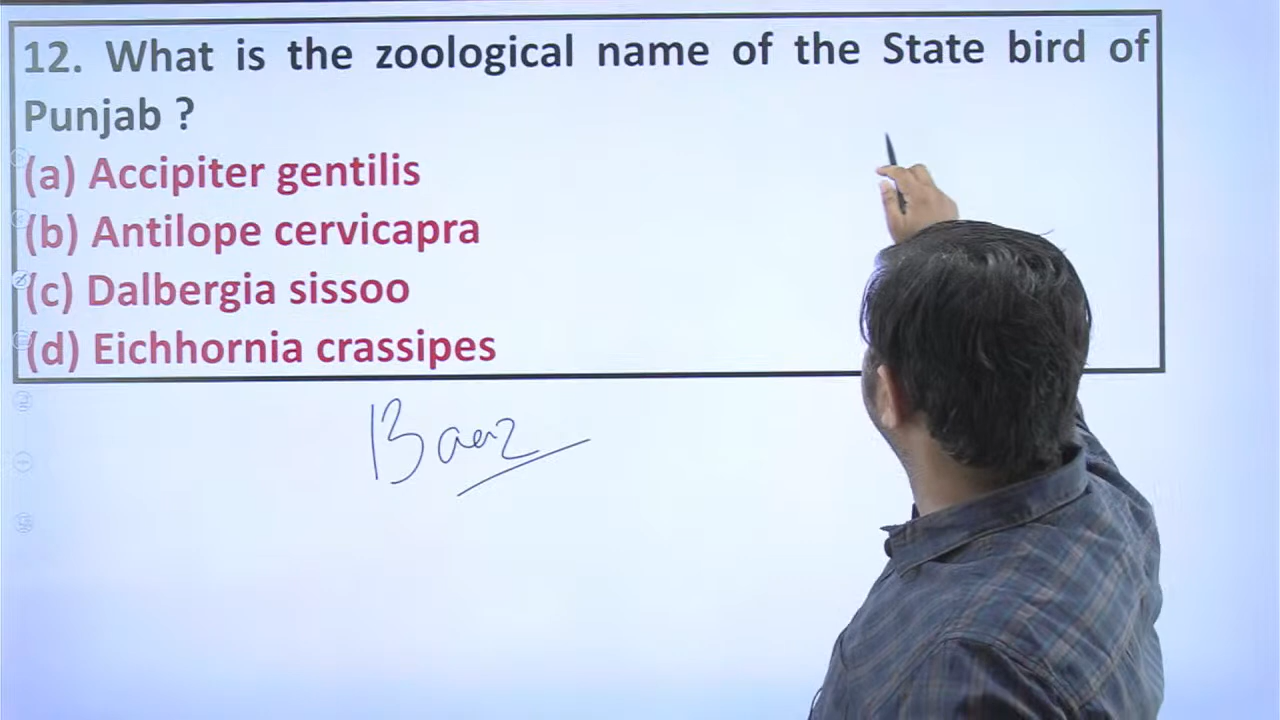 12. What is the zoological name of the State bird of
Punjab ?
(a) Accipiter gentilis
(b) Antilope cervicapra
(c) Dalbergia sissoo
(d) Eichhornia crassipes
Baaz